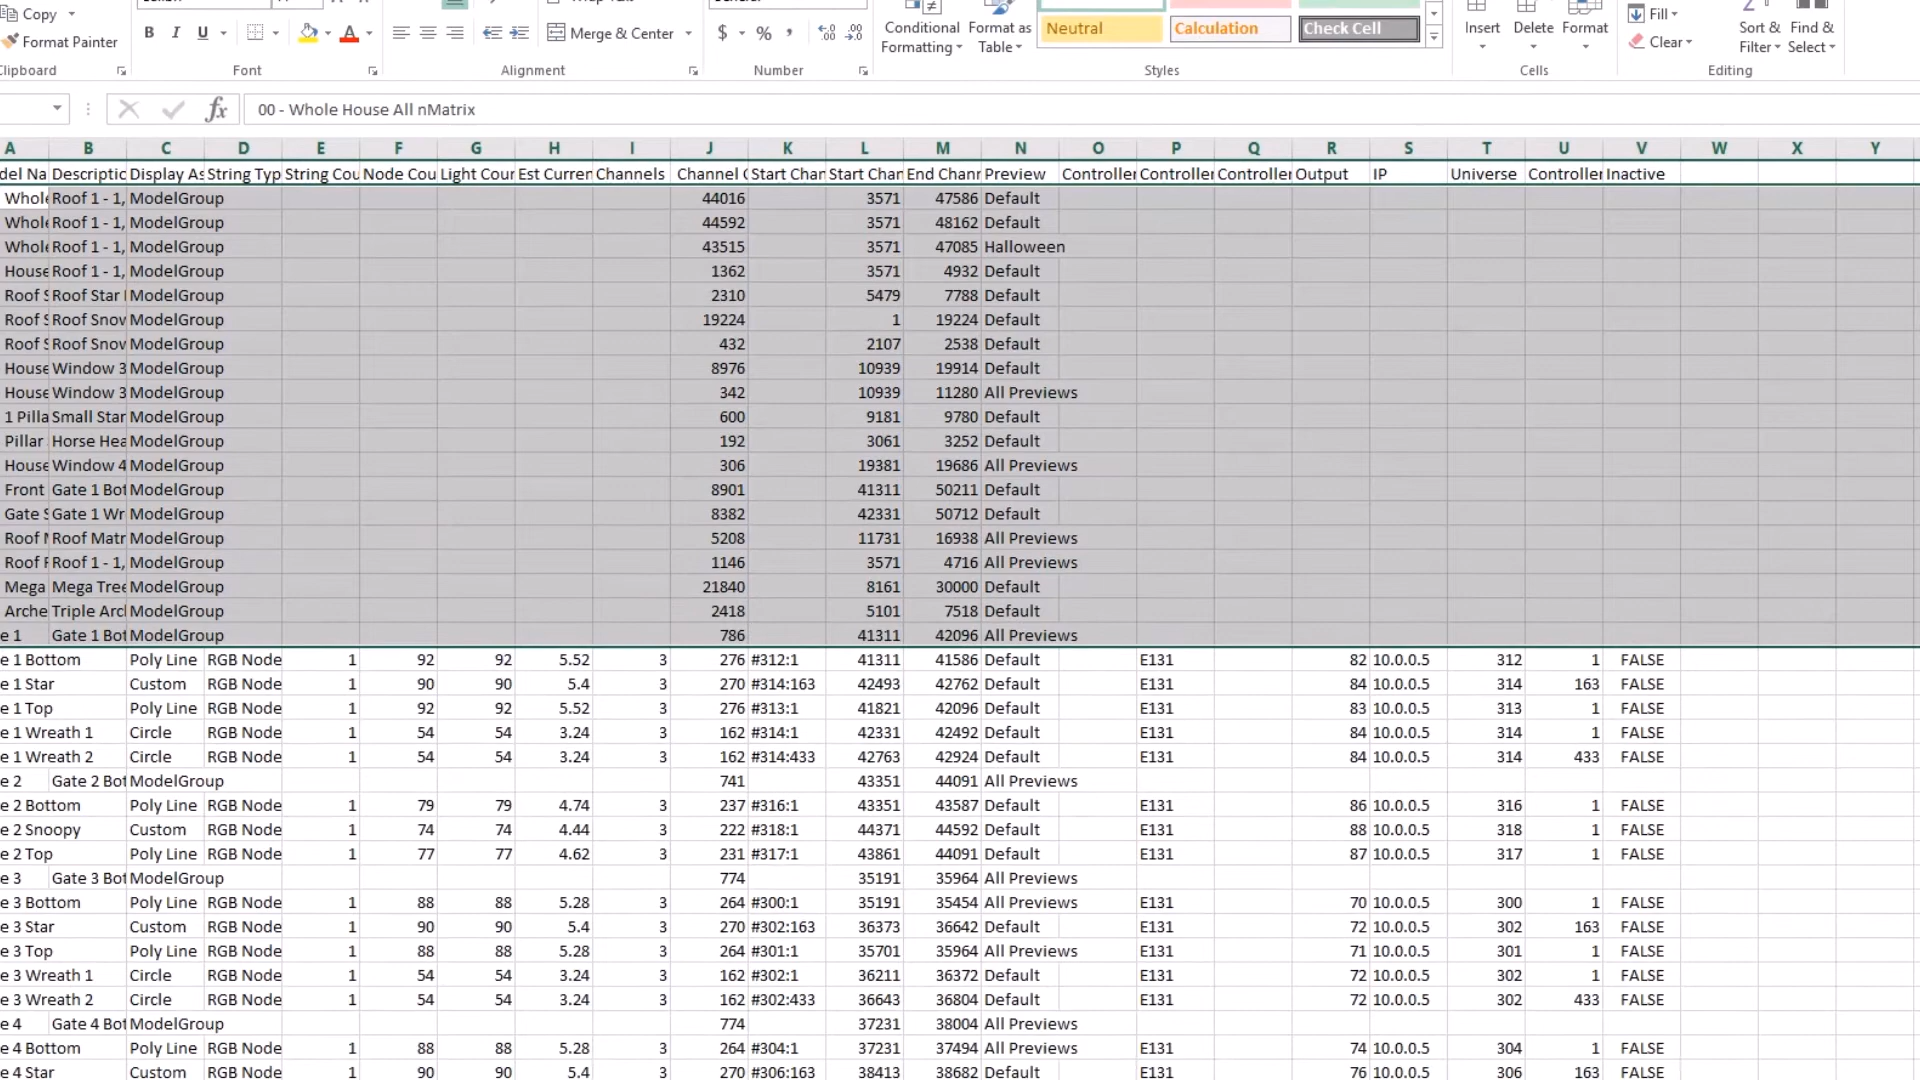 Copy
$ % ,
Conditional Format as
Neutral Calculation Check Cell
Insert Delete Format
Fill
Sort & Find &
Format Painter
B I U A
Merge & Center
Formatting Table
Clear
Filter Select
Clipboard Font Alignment Number Styles Cells Editing
fx 00 - Whole House All nMatrix
A B C D E F G H I J K L M N O P Q R S T U V W X Y
del Na Descriptic Display As String Typ String Cou Node Cou Light Cour Est Curren Channels Channel C Start Chan Start Chan End Chanr Preview Controller Controller Controller Output IP Universe Controller Inactive
Whole Roof 1 - 1, ModelGroup 44016 3571 47586 Default
Whole Roof 1 - 1, ModelGroup 44592 3571 48162 Default
Whole Roof 1 - 1, ModelGroup 43515 3571 47085 Halloween
House Roof 1 - 1, ModelGroup 1362 3571 4932 Default
Roof S Roof Star ModelGroup 2310 5479 7788 Default
Roof S Roof Snow ModelGroup 19224 1 19224 Default
Roof S Roof Snow ModelGroup 432 2107 2538 Default
House Window 3 ModelGroup 8976 10939 19914 Default
House Window 3 ModelGroup 342 10939 11280 All Previews
1 Pilla Small Star ModelGroup 600 9181 9780 Default
Pillar Horse Hea ModelGroup 192 3061 3252 Default
House Window 4 ModelGroup 306 19381 19686 All Previews
Front Gate 1 Bot ModelGroup 8901 41311 50211 Default
Gate S Gate 1 Wr ModelGroup 8382 42331 50712 Default
Roof M Roof Matr ModelGroup 5208 11731 16938 All Previews
Roof F Roof 1 - 1, ModelGroup 1146 3571 4716 All Previews
Mega Mega Tree ModelGroup 21840 8161 30000 Default
Arche Triple Arcl ModelGroup 2418 5101 7518 Default
e 1 Gate 1 Bot ModelGroup 786 41311 42096 All Previews
e 1 Bottom Poly Line RGB Node 1 92 92 5.52 3 276 #312:1 41311 41586 Default E131 82 10.0.0.5 312 1 FALSE
e 1 Star Custom RGB Node 1 90 90 5.4 3 270 #314:163 42493 42762 Default E131 84 10.0.0.5 314 163 FALSE
e 1 Top Poly Line RGB Node 1 92 92 5.52 3 276 #313:1 41821 42096 Default E131 83 10.0.0.5 313 1 FALSE
e 1 Wreath 1 Circle RGB Node 1 54 54 3.24 3 162 #314:1 42331 42492 Default E131 84 10.0.0.5 314 1 FALSE
e 1 Wreath 2 Circle RGB Node 1 54 54 3.24 3 162 #314:433 42763 42924 Default E131 84 10.0.0.5 314 433 FALSE
e 2 Gate 2 Bot ModelGroup 741 43351 44091 All Previews
e 2 Bottom Poly Line RGB Node 1 79 79 4.74 3 237 #316:1 43351 43587 Default E131 86 10.0.0.5 316 1 FALSE
e 2 Snoopy Custom RGB Node 1 74 74 4.44 3 222 #318:1 44371 44592 Default E131 88 10.0.0.5 318 1 FALSE
e 2 Top Poly Line RGB Node 1 77 77 4.62 3 231 #317:1 43861 44091 Default E131 87 10.0.0.5 317 1 FALSE
e 3 Gate 3 Bot ModelGroup 774 35191 35964 All Previews
e 3 Bottom Poly Line RGB Node 1 88 88 5.28 3 264 #300:1 35191 35454 All Previews E131 70 10.0.0.5 300 1 FALSE
e 3 Star Custom RGB Node 1 90 90 5.4 3 270 #302:163 36373 36642 Default E131 72 10.0.0.5 302 163 FALSE
e 3 Top Poly Line RGB Node 1 88 88 5.28 3 264 #301:1 35701 35964 All Previews E131 71 10.0.0.5 301 1 FALSE
e 3 Wreath 1 Circle RGB Node 1 54 54 3.24 3 162 #302:1 36211 36372 Default E131 72 10.0.0.5 302 1 FALSE
e 3 Wreath 2 Circle RGB Node 1 54 54 3.24 3 162 #302:433 36643 36804 Default E131 72 10.0.0.5 302 433 FALSE
e 4 Gate 4 Bot ModelGroup 774 37231 38004 All Previews
e 4 Bottom Poly Line RGB Node 1 88 88 5.28 3 264 #304:1 37231 37494 All Previews E131 74 10.0.0.5 304 1 FALSE
e 4 Star Custom RGB Node 1 90 90 5.4 3 270 #306:163 38413 38682 Default E131 76 10.0.0.5 306 163 FALSE